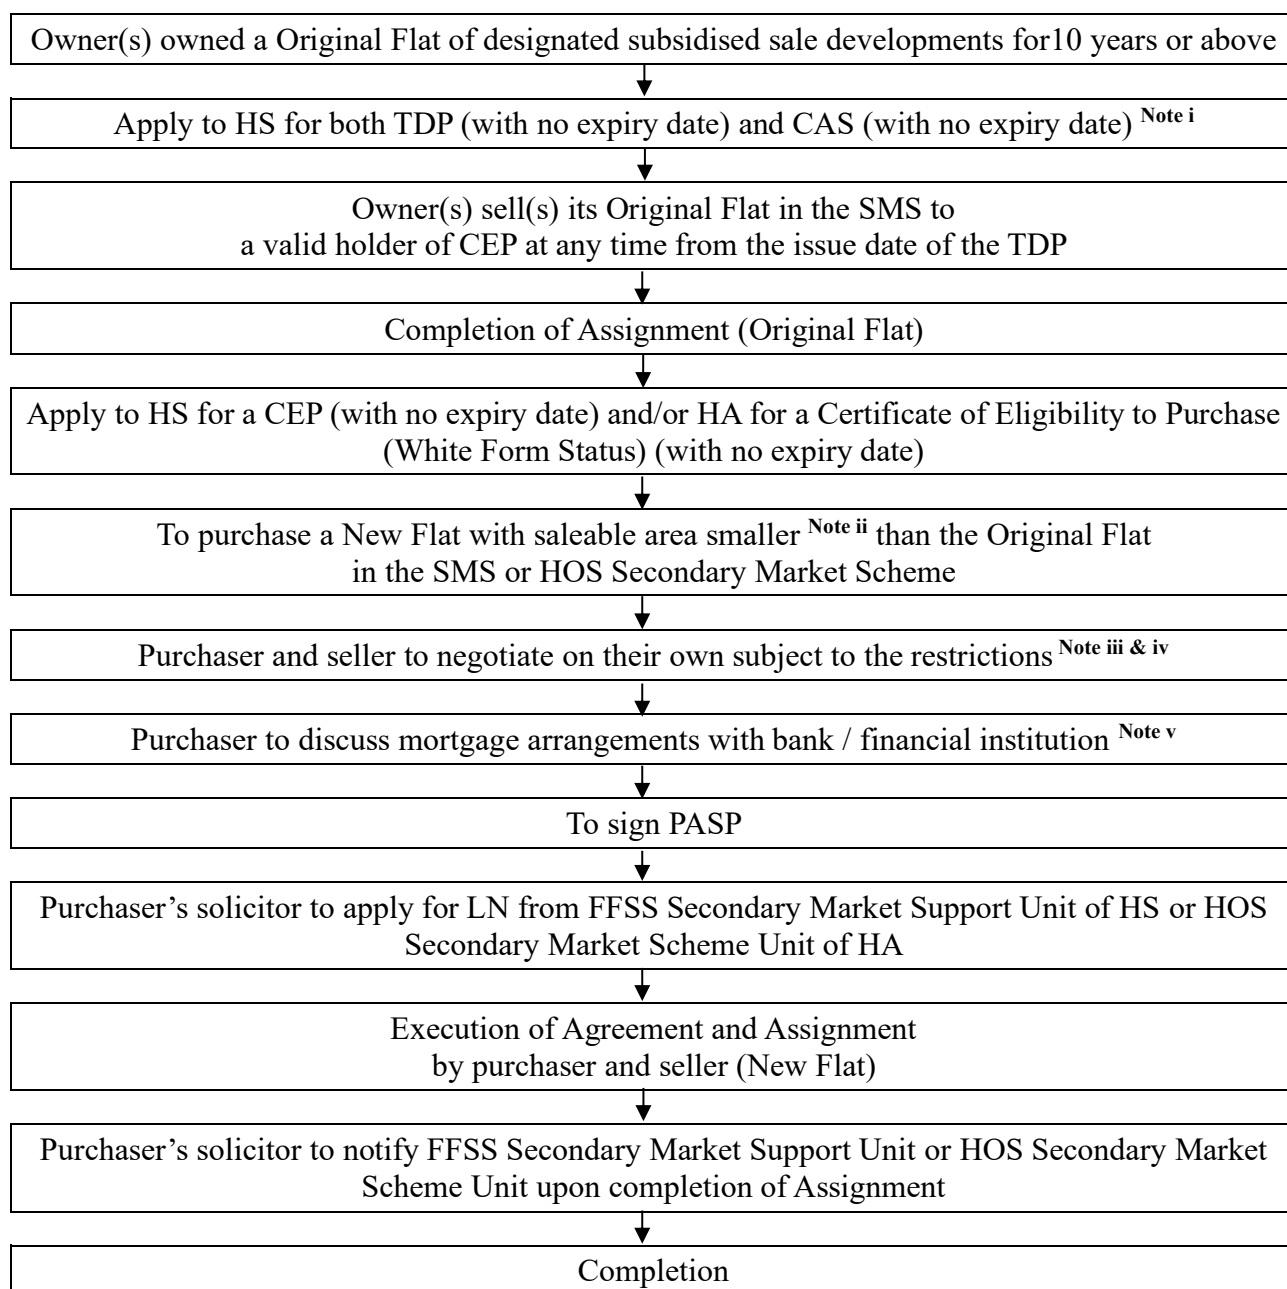 Owner(s) owned a Original Flat of designated subsidised sale developments for10 years or above
Apply to HS for both TDP (with no expiry date) and CAS (with no expiry date) Note i
Owner(s) sell(s) its Original Flat in the SMS to
a valid holder of CEP at any time from the issue date of the TDP
Completion of Assignment (Original Flat)
Apply to HS for a CEP (with no expiry date) and/or HA for a Certificate of Eligibility to Purchase
(White Form Status) (with no expiry date)
To purchase a New Flat with saleable area smaller Note ii than the Original Flat
in the SMS or HOS Secondary Market Scheme
Purchaser and seller to negotiate on their own subject to the restrictions Note iii & iv
Purchaser to discuss mortgage arrangements with bank / financial institution Note v
To sign PASP
Purchaser’s solicitor to apply for LN from FFSS Secondary Market Support Unit of HS or HOS
Secondary Market Scheme Unit of HA
Execution of Agreement and Assignment
by purchaser and seller (New Flat)
Purchaser’s solicitor to notify FFSS Secondary Market Support Unit or HOS Secondary Market
Scheme Unit upon completion of Assignment
Completion